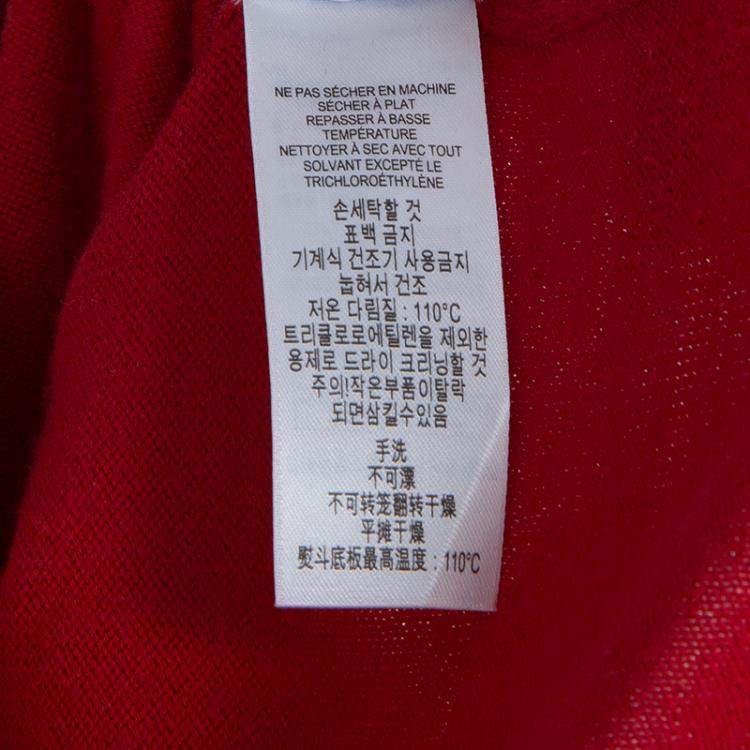 NE PAS SÉCHER EN MACHINE
SÉCHER À PLAT
REPASSER À BASSE
TEMPÉRATURE
NETTOYER À SEC AVEC TOUT
SOLVANT EXCEPTÉ LE
TRICHLOROÉTHYLÈNE
손세탁할 것
표백 금지
기계식 건조기 사용금지
눕혀서 건조
저온 다림질 : 110°C
트리클로로에틸렌을 제외한
용제로 드라이 크리닝할 것
주의!작은부품이탈락
되면삼킬수있음
手洗
不可漂
不可转笼翻转干燥
平摊干燥
熨斗底板最高温度 : 110°C